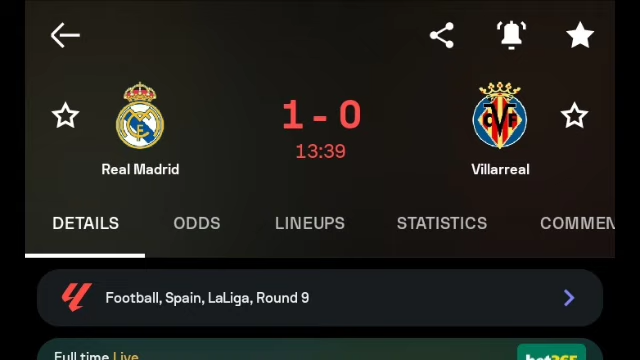 1 - 0
13:39
Real Madrid
Villarreal
DETAILS ODDS LINEUPS STATISTICS COMMEN
Football, Spain, LaLiga, Round 9
Full time Live
bet365